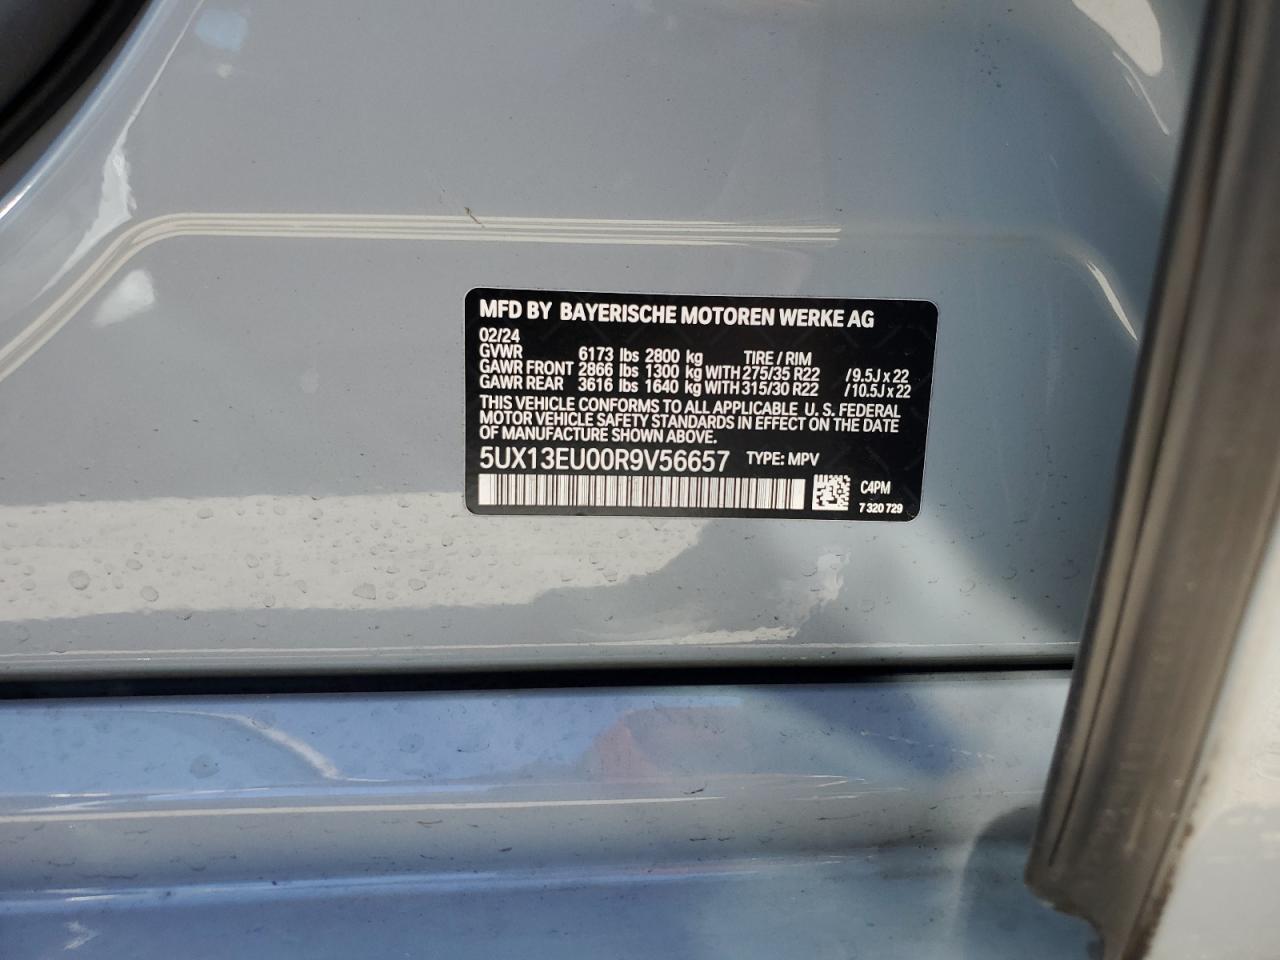 MFD BY BAYERISCHE MOTOREN WERKE AG
02/24
GVWR 6173 lbs 2800 kg TIRE / RIM
GAWR FRONT 2866 lbs 1300 kg WITH 275/35 R22 /9.5J x 22
GAWR REAR 3616 lbs 1640 kg WITH 315/30 R22 /10.5J x 22
THIS VEHICLE CONFORMS TO ALL APPLICABLE U. S. FEDERAL
MOTOR VEHICLE SAFETY STANDARDS IN EFFECT ON THE DATE
OF MANUFACTURE SHOWN ABOVE.
5UX13EU00R9V56657 TYPE: MPV
C4PM
7 320 729